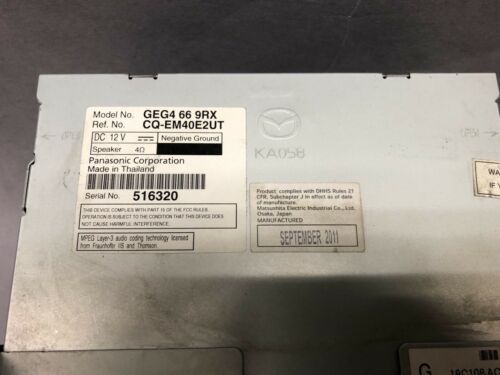 Model No. GEG4 66 9RX
Ref. No. CQ-EM40E2UT
DC 12 V Negative Ground
Speaker 4Ω
Panasonic Corporation
Made in Thailand
Serial No. 516320
THIS DEVICE COMPLIES WITH PART 15 OF THE FCC RULES
OPERATION IS SUBJECT TO THE CONDITION THAT THIS DEVICE DOES
NOT CAUSE HARMFUL INTERFERENCE.
MPEG Layer-3 audio coding technology licensed
from Fraunhofer IIS and Thomson.
KA058
Product complies with DHHS Rules 21
CFR, Subchapter J in effect as of date
of manufacture.
Matsushita Electric Industrial Co., Ltd.
Osaka, Japan
MANUFACTURED
SEPTEMBER 2011
WA
IF
G